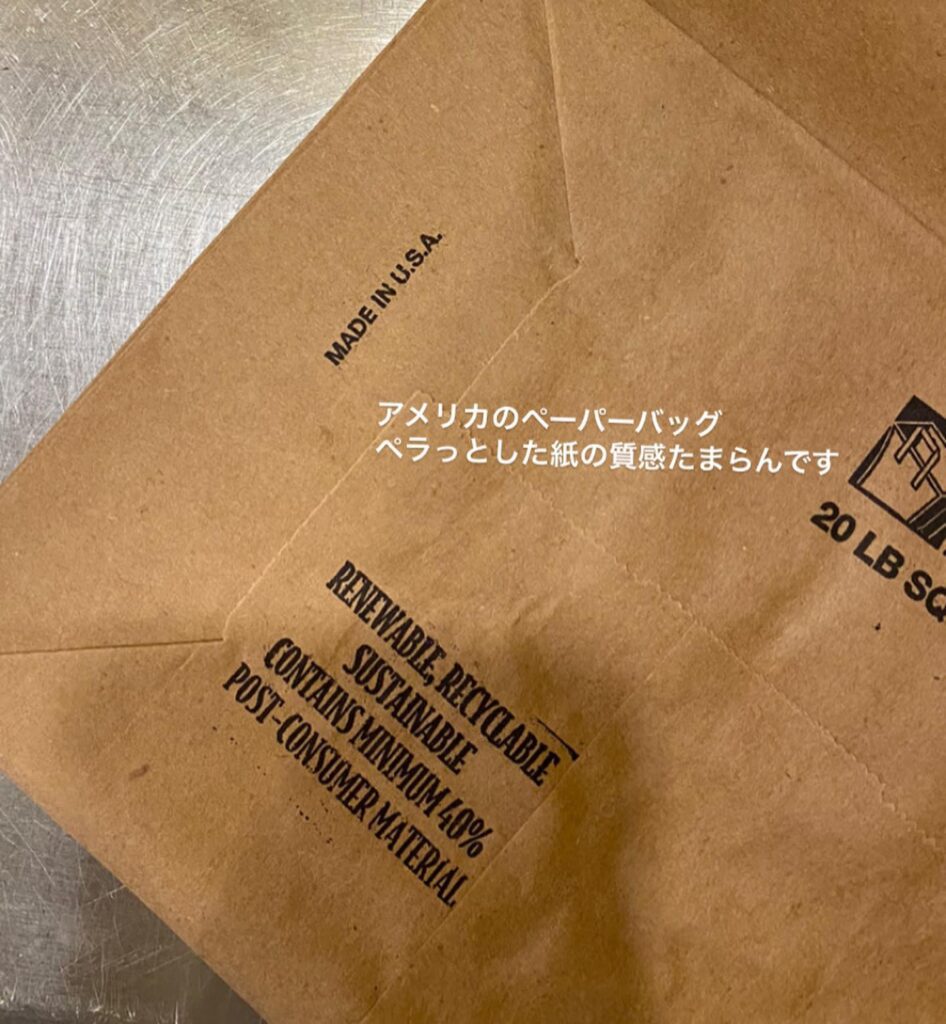 MADE IN U.S.A.
アメリカのペーパーバッグ
ペラっとした紙の質感たまらんです
20 LB SQ
RENEWABLE, RECYCLABLE
SUSTAINABLE
CONTAINS MINIMUM 40%
POST-CONSUMER MATERIAL